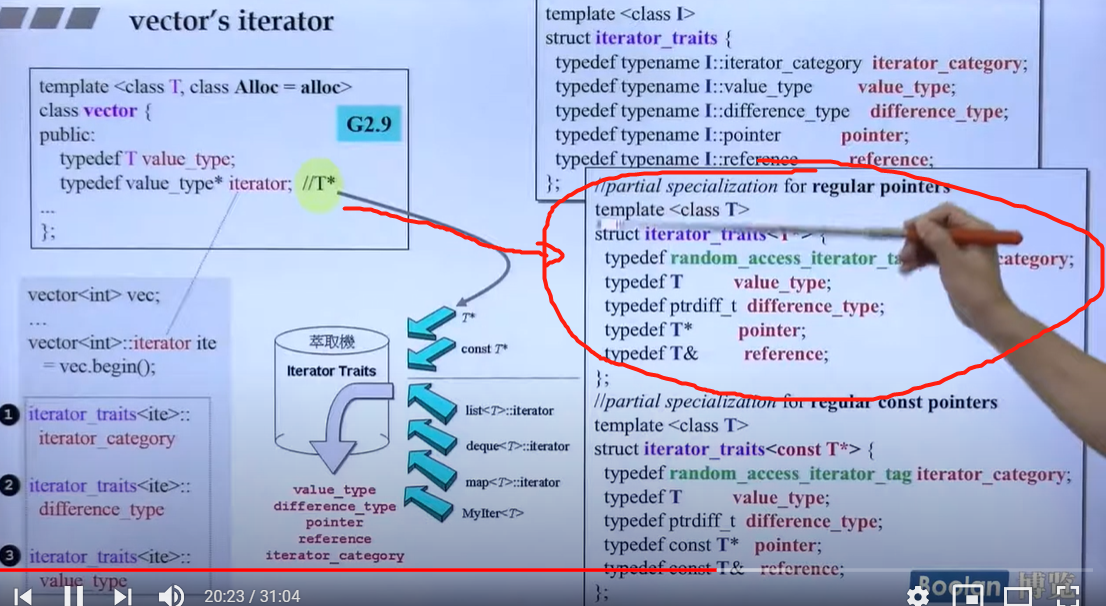 vector's iterator
template <class T, class Alloc = alloc>
class vector {
public:
typedef T value_type;
typedef value_type* iterator; //T*
...
};
G2.9
vector<int> vec;
...
vector<int>::iterator ite
= vec.begin();
1 iterator_traits<ite>::
iterator_category
2 iterator_traits<ite>::
difference_type
3 iterator_traits<ite>::
value_type
萃取機
Iterator Traits
value_type
difference_type
pointer
reference
iterator_category
T*
const T*
list<T>::iterator
deque<T>::iterator
map<T>::iterator
MyIter<T>
template <class I>
struct iterator_traits {
typedef typename I::iterator_category iterator_category;
typedef typename I::value_type value_type;
typedef typename I::difference_type difference_type;
typedef typename I::pointer pointer;
typedef typename I::reference reference;
};
//partial specialization for regular pointers
template <class T>
struct iterator_traits<T*> {
typedef random_access_iterator_ta category;
typedef T value_type;
typedef ptrdiff_t difference_type;
typedef T* pointer;
typedef T& reference;
};
//partial specialization for regular const pointers
template <class T>
struct iterator_traits<const T*> {
typedef random_access_iterator_tag iterator_category;
typedef T value_type;
typedef ptrdiff_t difference_type;
typedef const T* pointer;
typedef const T& reference;
};
Boolan 博览
20:23 / 31:04